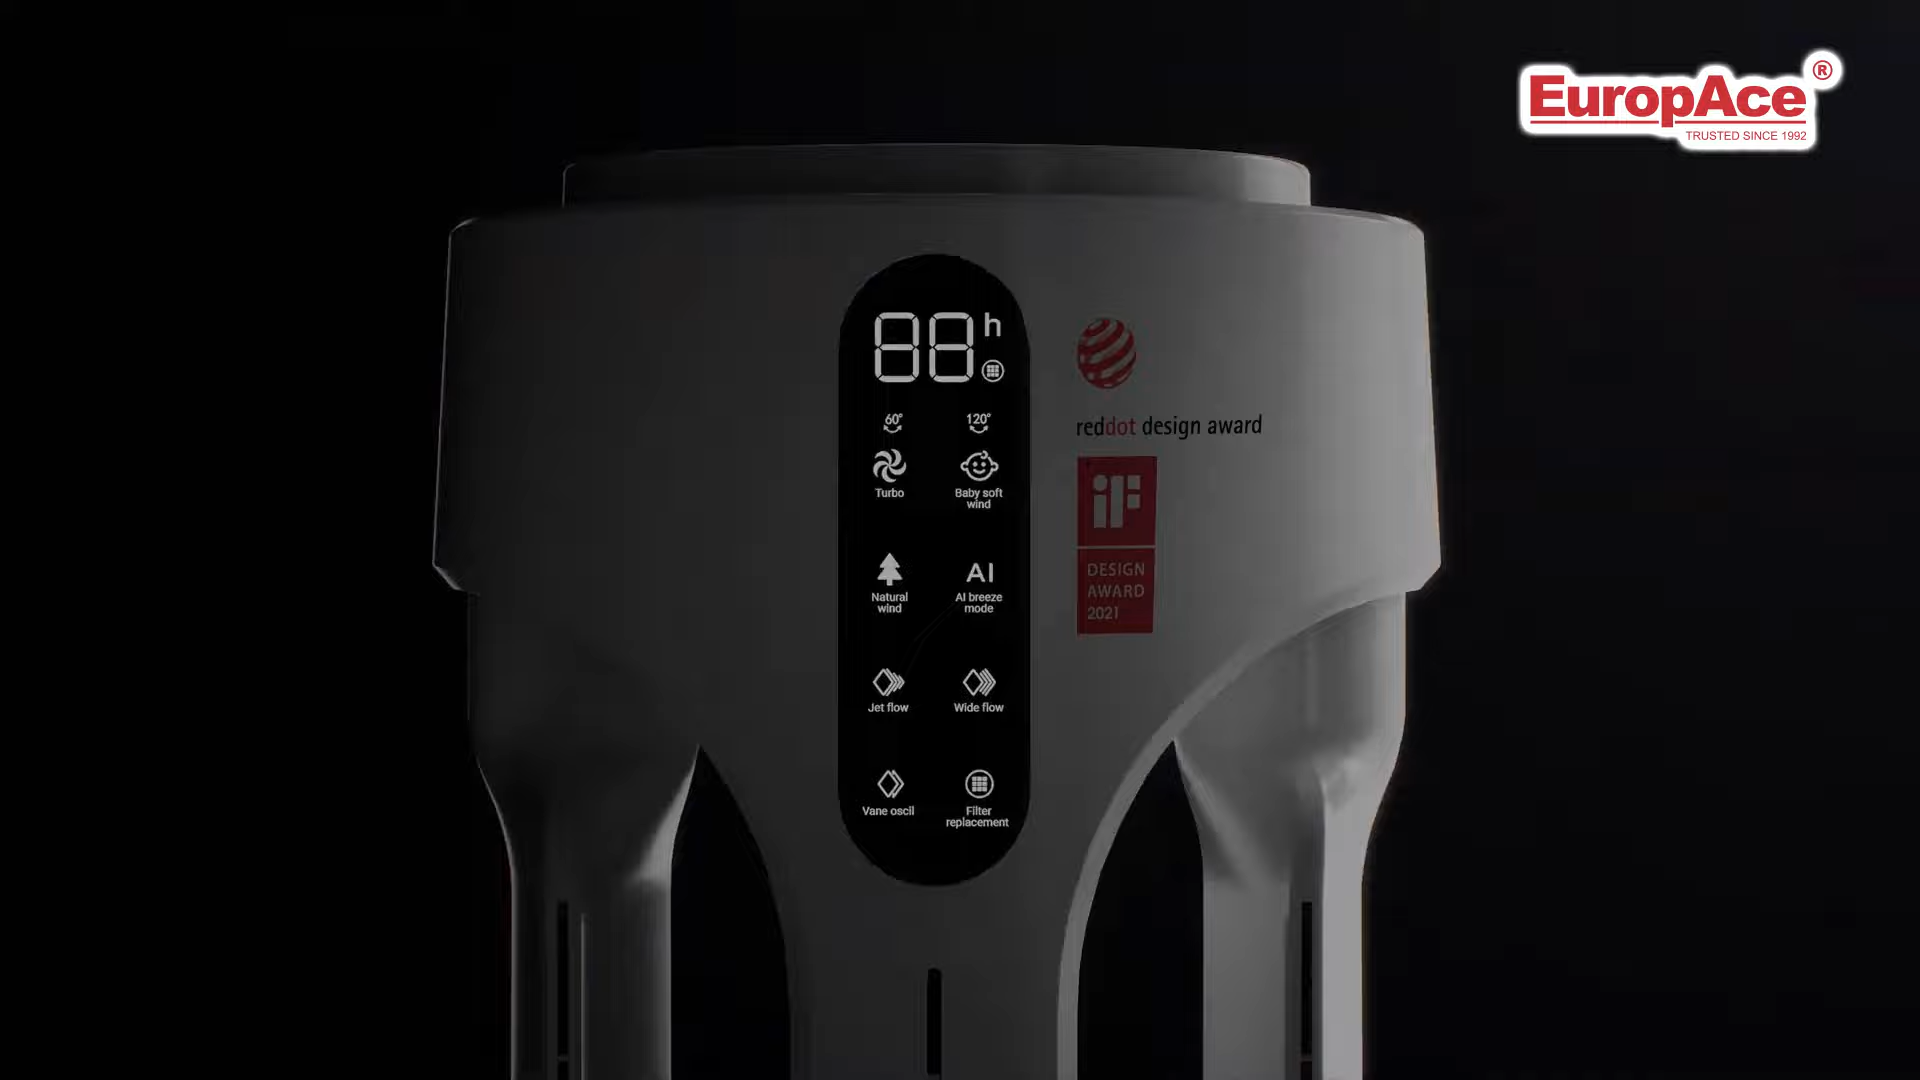 EuropAce®
TRUSTED SINCE 1992
88 h
60° 120°
Turbo
Baby soft
wind
Natural
wind
AI
AI breeze
mode
Jet flow
Wide flow
Vane oscil
Filter
replacement
reddot design award
iF
DESIGN
AWARD
2021